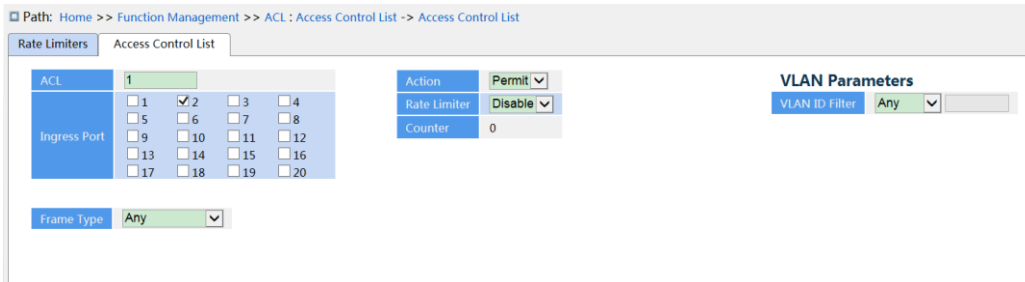 Path: Home >> Function Management >> ACL : Access Control List -> Access Control List
Rate Limiters Access Control List
ACL 1
Ingress Port
1 2 3 4
5 6 7 8
9 10 11 12
13 14 15 16
17 18 19 20
Frame Type Any
Action Permit
Rate Limiter Disable
Counter 0
VLAN Parameters
VLAN ID Filter Any